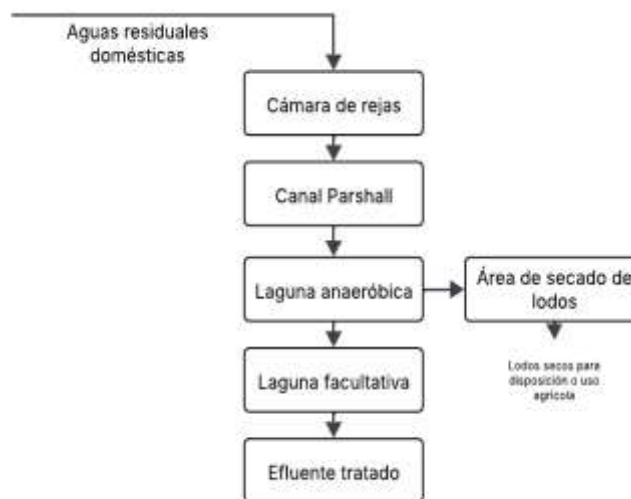 Aguas residuales
domésticas
Cámara de rejas
Canal Parshall
Laguna anaeróbica
Área de secado de
lodos
Lodos secos para
disposición o uso
agrícola
Laguna facultativa
Efluente tratado